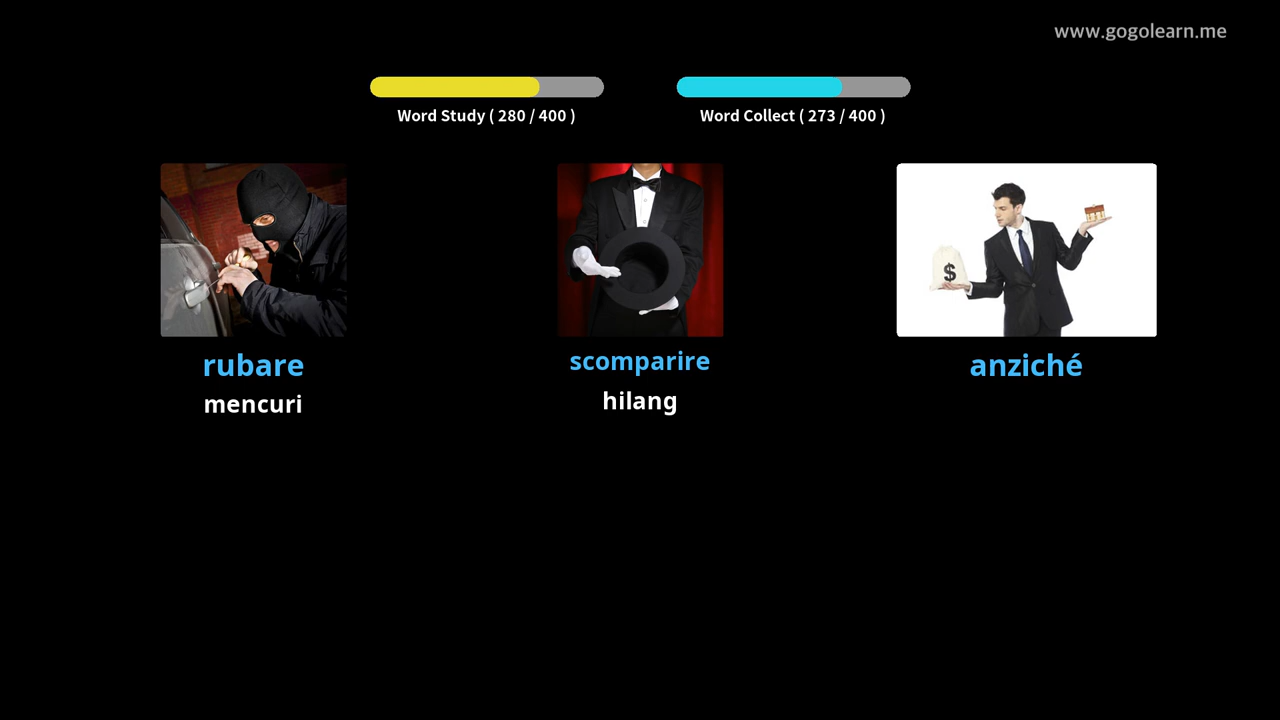 www.gogolearn.me
Word Study ( 280 / 400 )
Word Collect ( 273 / 400 )
rubare
mencuri
scomparire
hilang
$
anziché